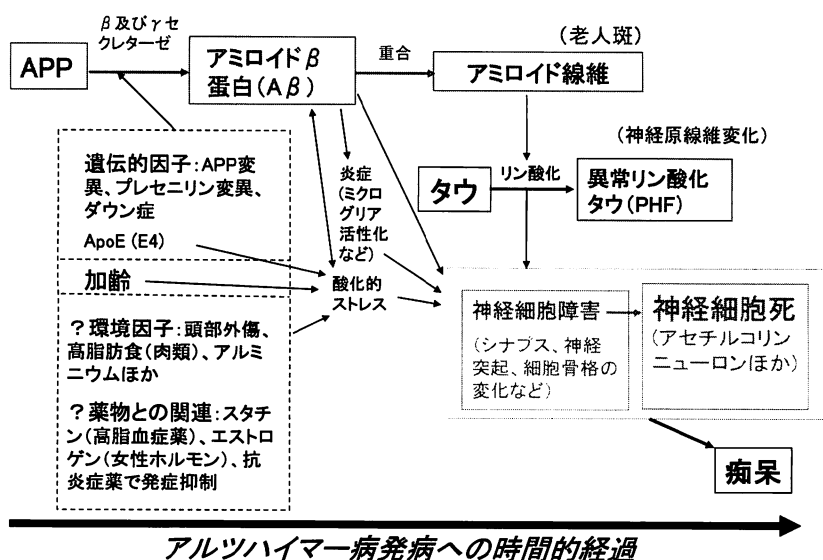 β及びγセ
クレターゼ
APP
アミロイドβ
蛋白(Aβ)
重合
(老人斑)
アミロイド線維
遺伝的因子:APP変
異、プレセニリン変異、
ダウン症
ApoE(E4)
加齢
?環境因子:頭部外傷、
高脂肪食(肉類)、アルミ
ニウムほか
?薬物との関連:スタチ
ン(高脂血症薬)、エストロ
ゲン(女性ホルモン)、抗
炎症薬で発症抑制
炎症
(ミクロ
グリア
活性化
など)
酸化的
ストレス
タウ
リン酸化
(神経原線維変化)
異常リン酸化
タウ(PHF)
神経細胞障害
(シナプス、神経
突起、細胞骨格の
変化など)
神経細胞死
(アセチルコリン
ニューロンほか)
痴呆
アルツハイマー病発病への時間的経過